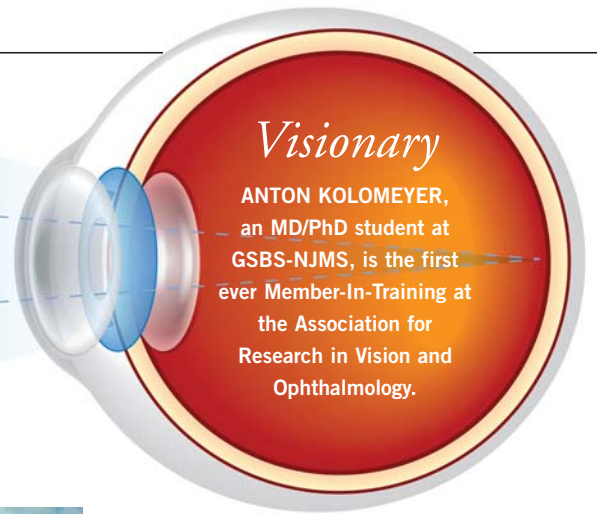 Visionary
ANTON KOLOMEYER,
an MD/PhD student at
GSBS-NJMS, is the first
ever Member-In-Training at
the Association for
Research in Vision and
Ophthalmology.